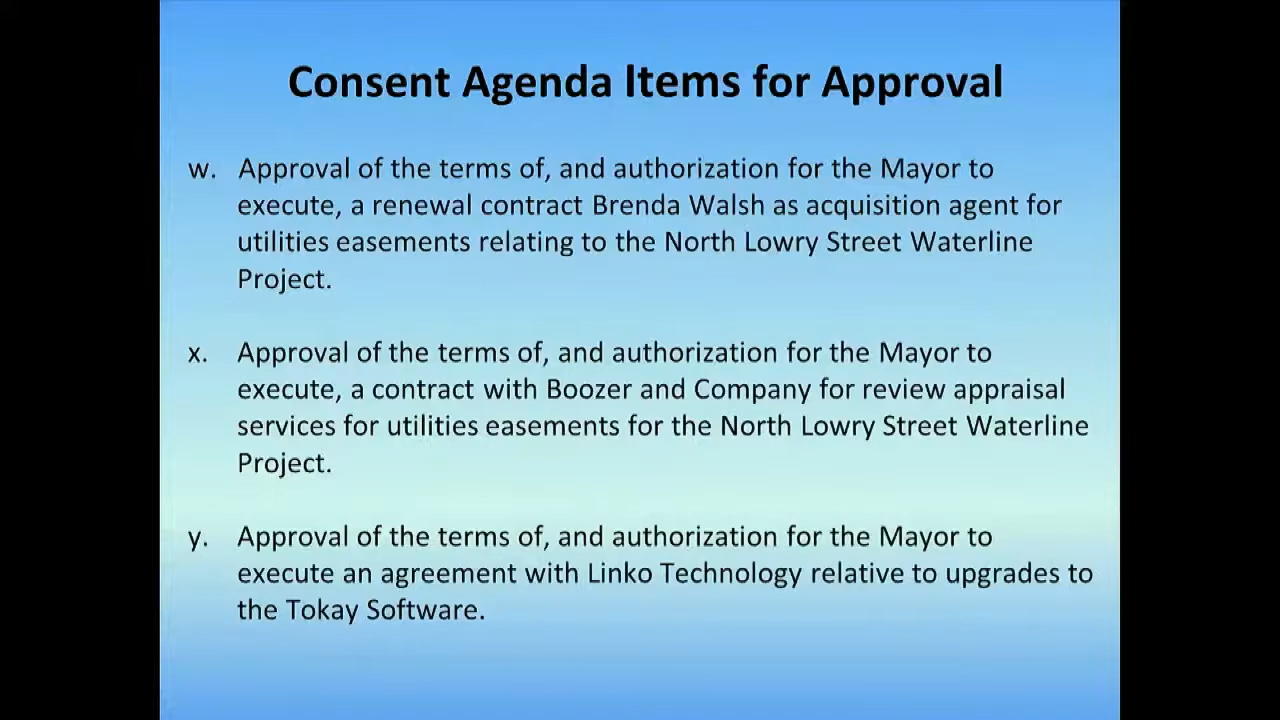 Consent Agenda Items for Approval
w. Approval of the terms of, and authorization for the Mayor to
execute, a renewal contract Brenda Walsh as acquisition agent for
utilities easements relating to the North Lowry Street Waterline
Project.
x. Approval of the terms of, and authorization for the Mayor to
execute, a contract with Boozer and Company for review appraisal
services for utilities easements for the North Lowry Street Waterline
Project.
y. Approval of the terms of, and authorization for the Mayor to
execute an agreement with Linko Technology relative to upgrades to
the Tokay Software.